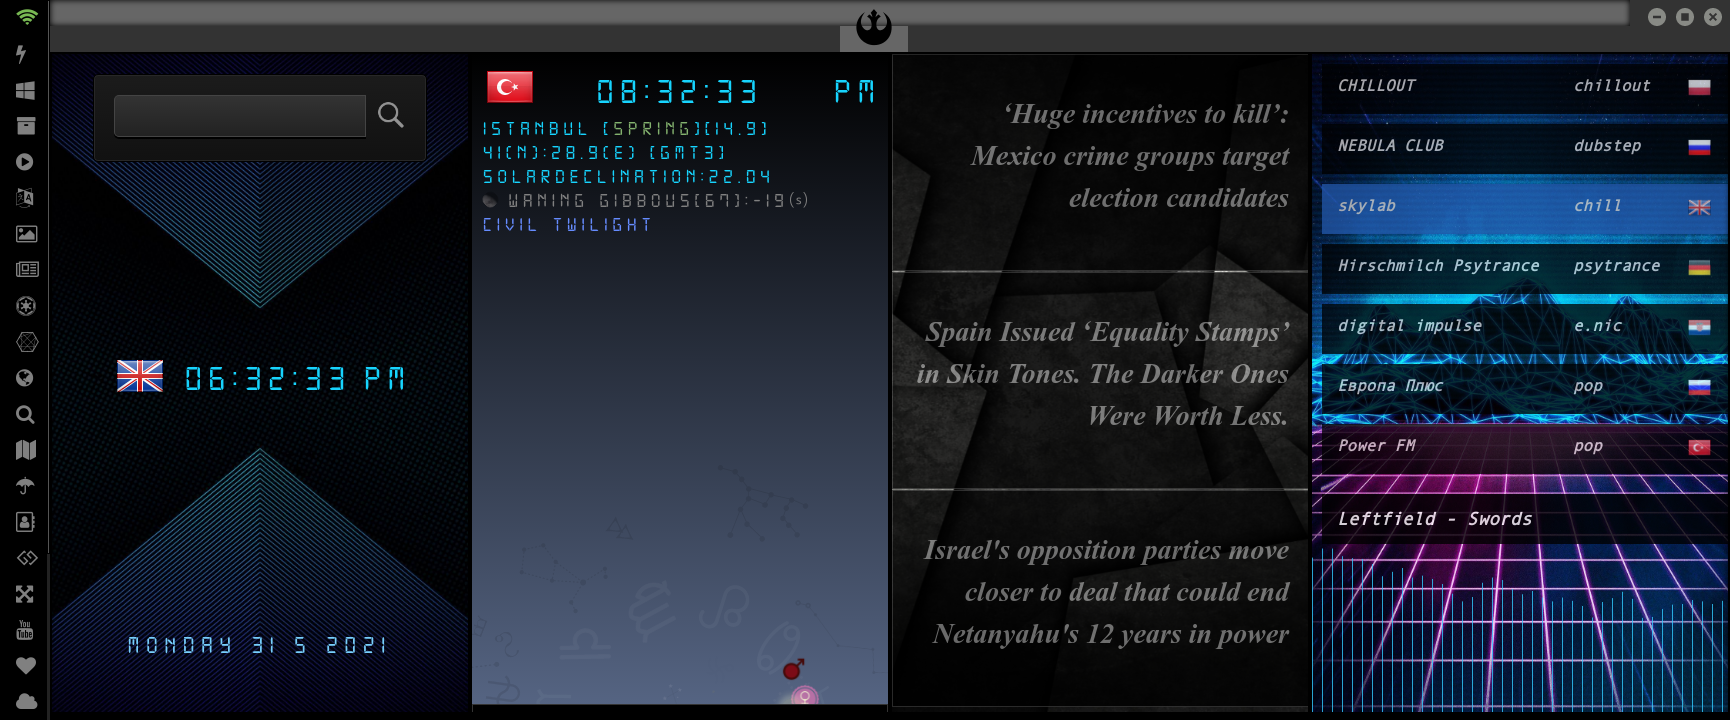 06:32:33 PM
MONDAY 31 5 2021
08:32:33 PM
ISTANBUL [SPRING][14.9]
41(N):28.9(E) [GMT3]
SOLARDECLINATION:22.04
WANING GIBBOUS[67]:-19(s)
CIVIL TWILIGHT
‘Huge incentives to kill’:
Mexico crime groups target
election candidates
Spain Issued ‘Equality Stamps’
in Skin Tones. The Darker Ones
Were Worth Less.
Israel's opposition parties move
closer to deal that could end
Netanyahu's 12 years in power
CHILLOUT chillout
NEBULA CLUB dubstep
skylab chill
Hirschmilch Psytrance psytrance
digital impulse e.nic
Европа Плюс pop
Power FM pop
Leftfield - Swords
You
Tube